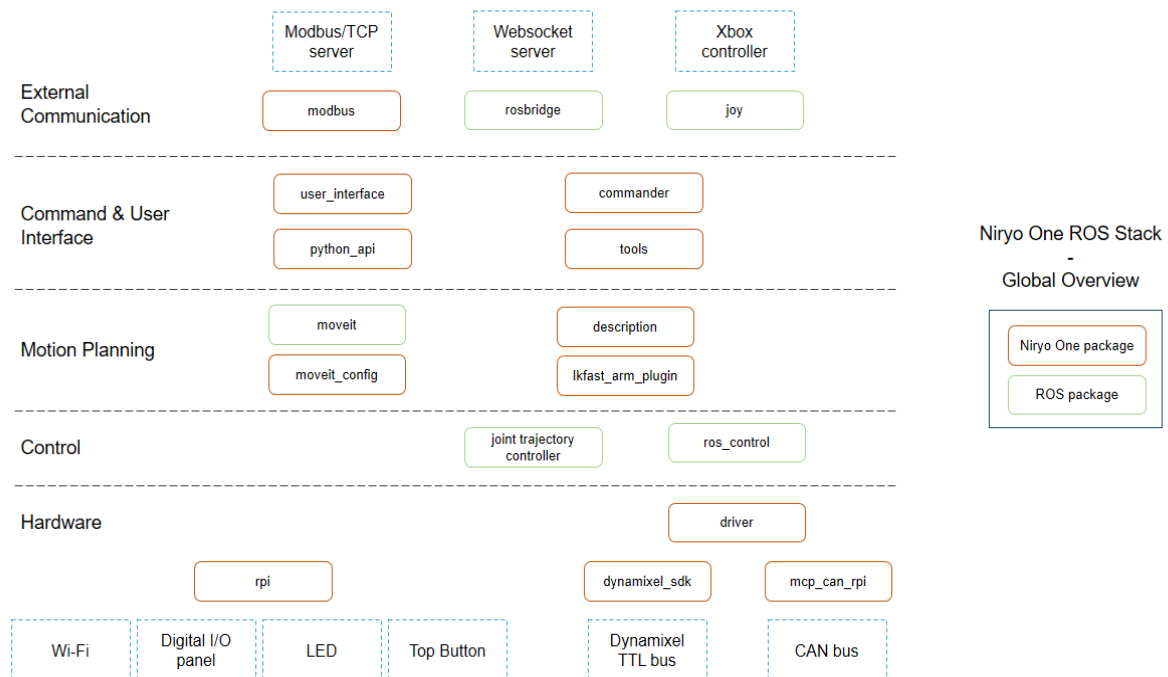 Modbus/TCP
server
Websocket
server
Xbox
controller
External
Communication
modbus
rosbridge
joy
Command & User
Interface
user_interface
commander
python_api
tools
Niryo One ROS Stack
-
Global Overview
Niryo One package
ROS package
Motion Planning
moveit
description
moveit_config
Ikfast_arm_plugin
Control
joint trajectory
controller
ros_control
Hardware
driver
rpi
dynamixel_sdk
mcp_can_rpi
Wi-Fi
Digital I/O
panel
LED
Top Button
Dynamixel
TTL bus
CAN bus